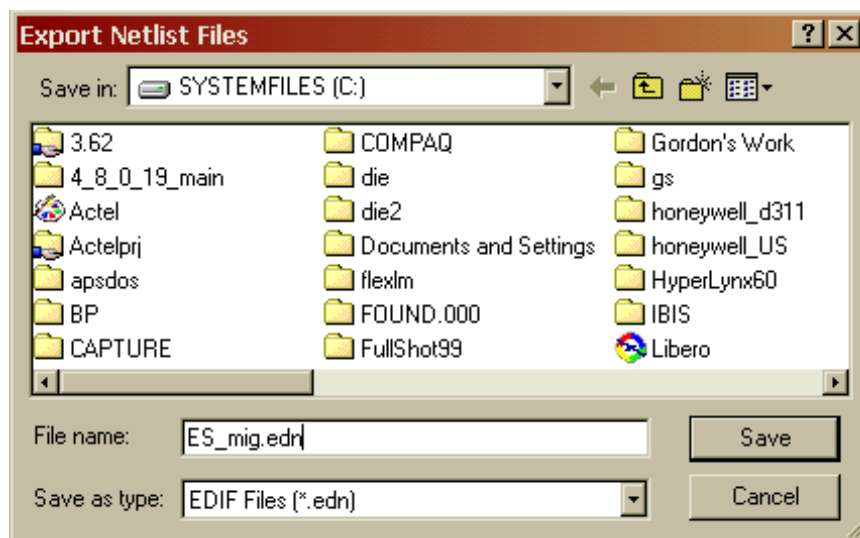 Export Netlist Files
Save in: SYSTEMFILES (C:)
3.62 COMPAQ Gordon's Work
4_8_0_19_main die gs
Actel die2 honeywell_d311
Actelprj Documents and Settings honeywell_US
apsdos flexlm HyperLynx60
BP FOUND.000 IBIS
CAPTURE FullShot99 Libero
File name: ES_mig.edn Save
Save as type: EDIF Files (*.edn) Cancel